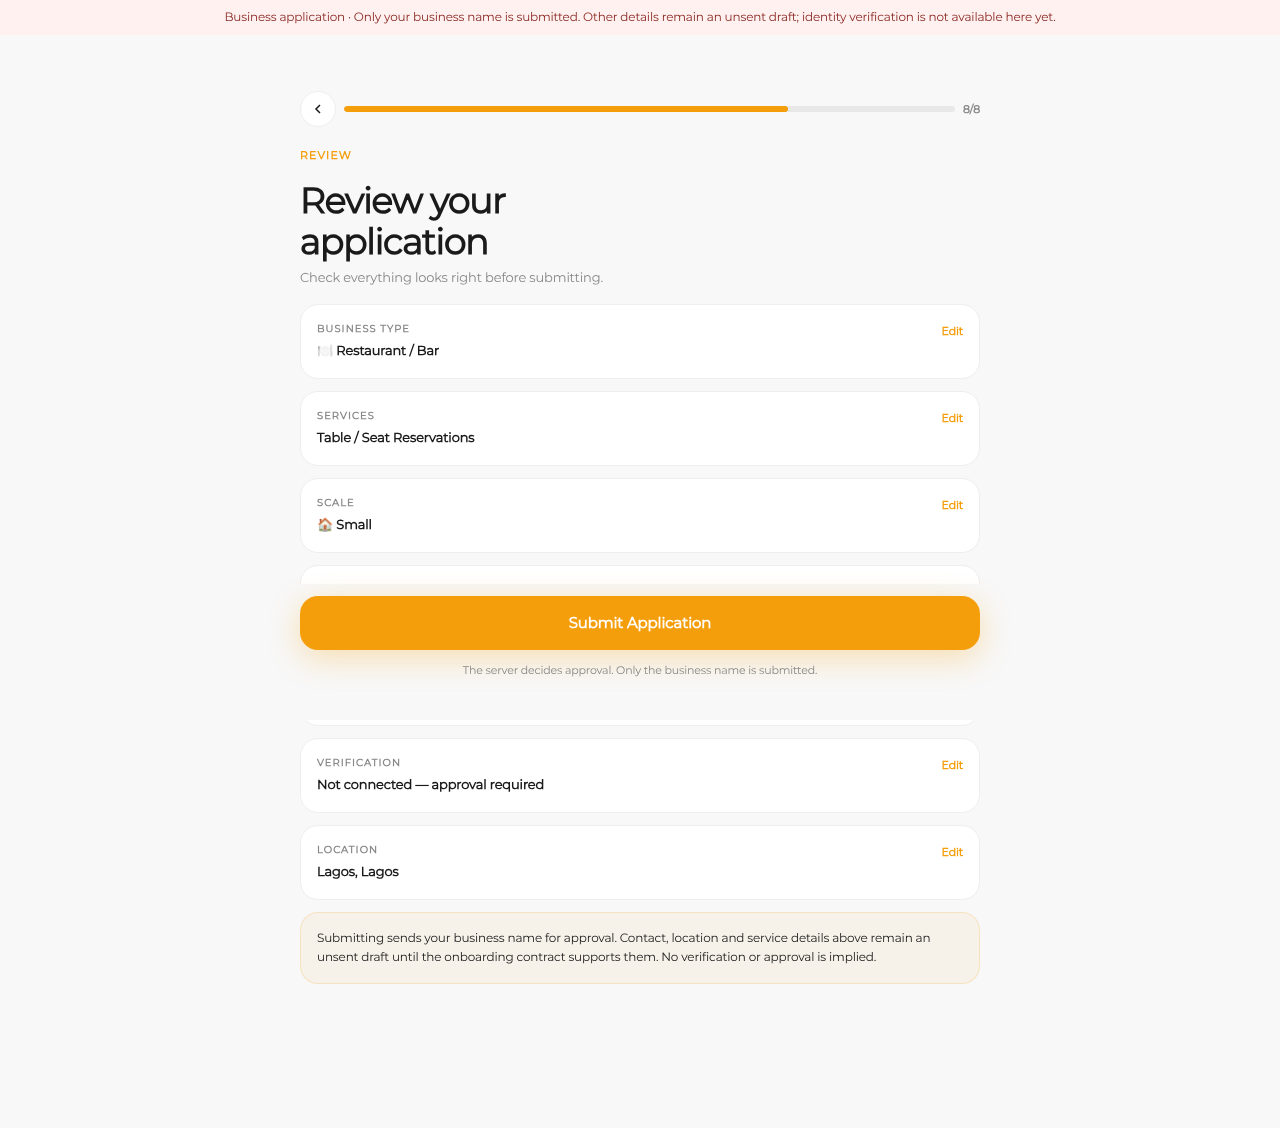 Business application · Only your business name is submitted. Other details remain an unsent draft; identity verification is not available here yet.
8/8
REVIEW
Review your
application
Check everything looks right before submitting.
BUSINESS TYPE
Edit
🍽️ Restaurant / Bar
SERVICES
Edit
Table / Seat Reservations
SCALE
Edit
🏠 Small
Submit Application
The server decides approval. Only the business name is submitted.
VERIFICATION
Edit
Not connected — approval required
LOCATION
Edit
Lagos, Lagos
Submitting sends your business name for approval. Contact, location and service details above remain an
unsent draft until the onboarding contract supports them. No verification or approval is implied.